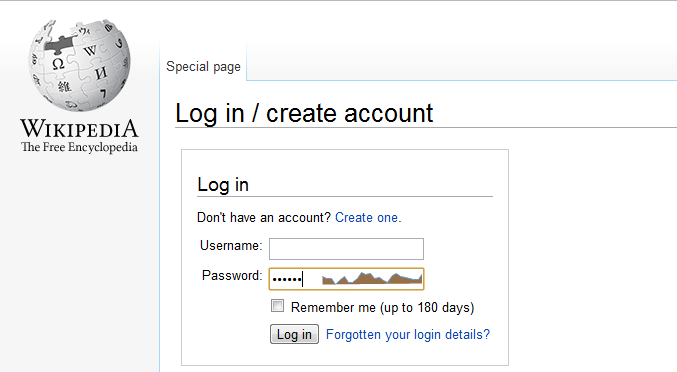 Special page
WIKIPEDIA
The Free Encyclopedia
Log in / create account
Log in
Don't have an account? Create one.
Username:
Password: ••••••
Remember me (up to 180 days)
Log in Forgotten your login details?